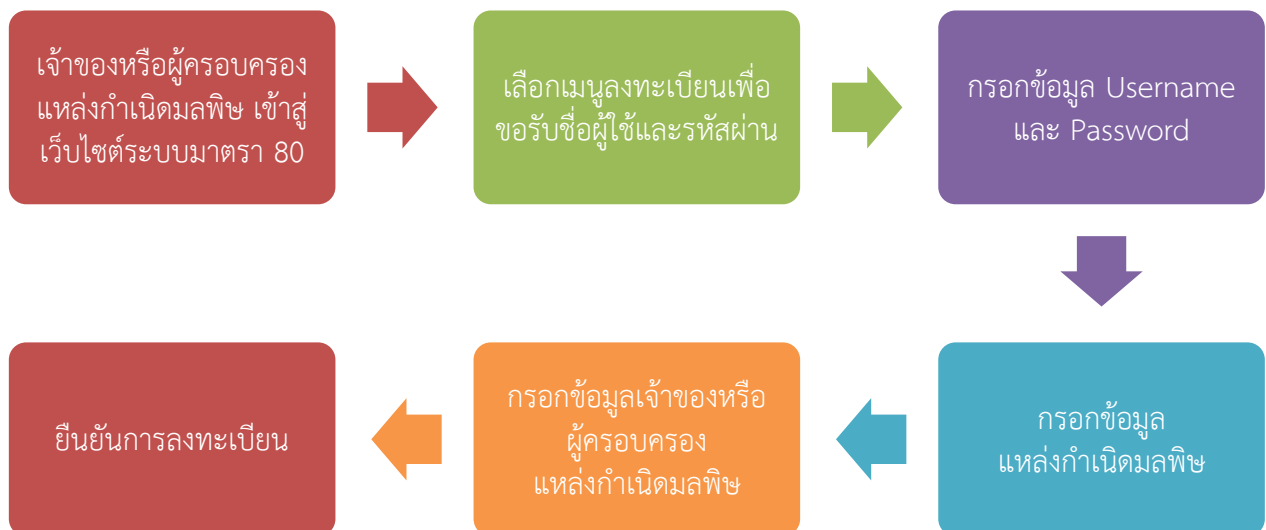 เจ้าของหรือผู้ครอบครอง
แหล่งกำเนิดมลพิษ เข้าสู่
เว็บไซต์ระบบมาตรา 80
เลือกเมนูลงทะเบียนเพื่อ
ขอรับชื่อผู้ใช้และรหัสผ่าน
กรอกข้อมูล Username
และ Password
กรอกข้อมูล
แหล่งกำเนิดมลพิษ
กรอกข้อมูลเจ้าของหรือ
ผู้ครอบครอง
แหล่งกำเนิดมลพิษ
ยืนยันการลงทะเบียน